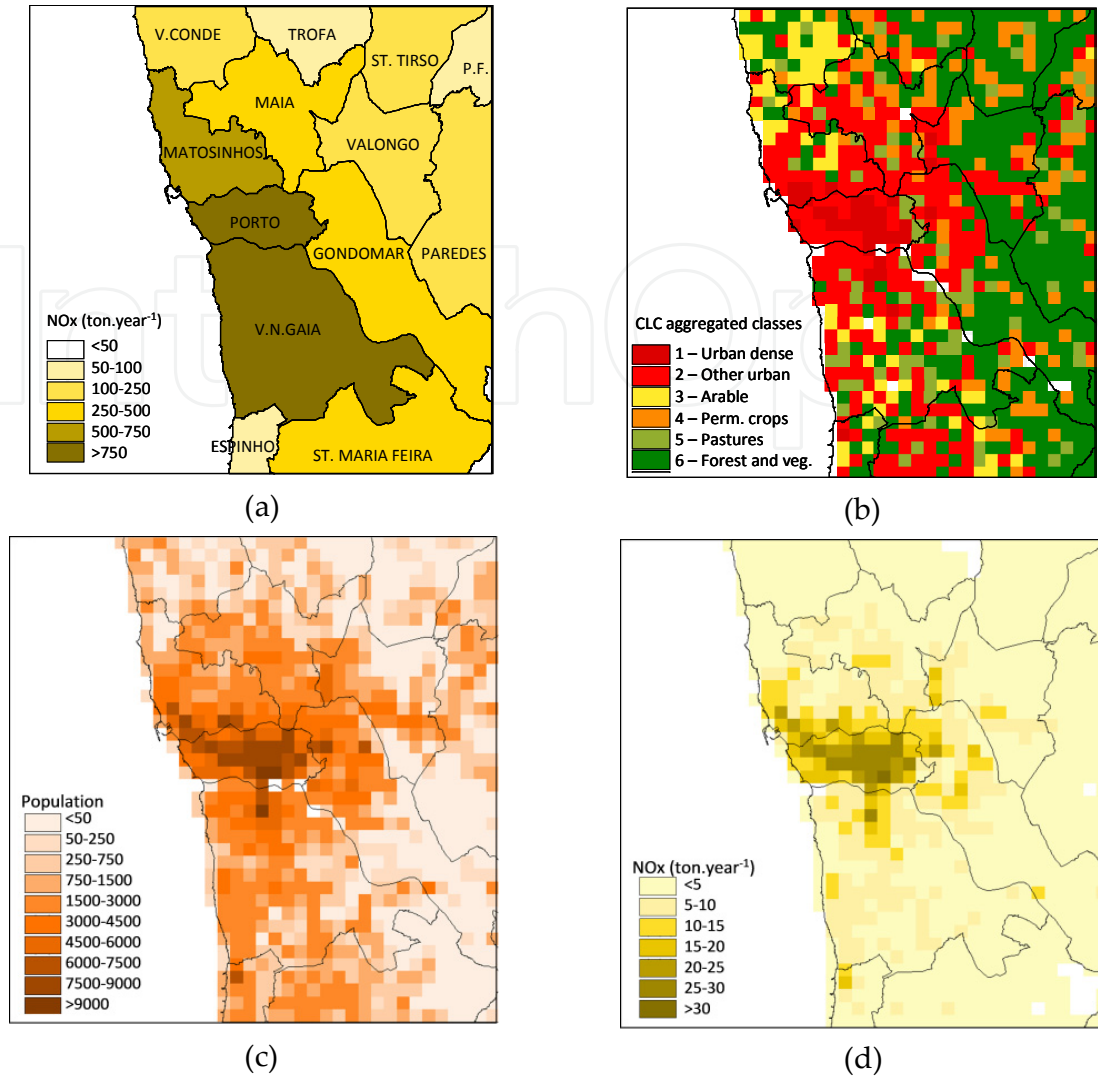 V.CONDE
TROFA
ST. TIRSO
P.F.
MAIA
MATOSINHOS
VALONGO
PORTO
GONDOMAR
PAREDES
V.N.GAIA
ESPINHO
ST. MARIA FEIRA
NOx (ton.year-1)
<50
50-100
100-250
250-500
500-750
>750
(a)
CLC aggregated classes
1 – Urban dense
2 – Other urban
3 – Arable
4 – Perm. crops
5 – Pastures
6 – Forest and veg.
(b)
Population
<50
50-250
250-750
750-1500
1500-3000
3000-4500
4500-6000
6000-7500
7500-9000
>9000
(c)
NOx (ton.year-1)
<5
5-10
10-15
15-20
20-25
25-30
>30
(d)